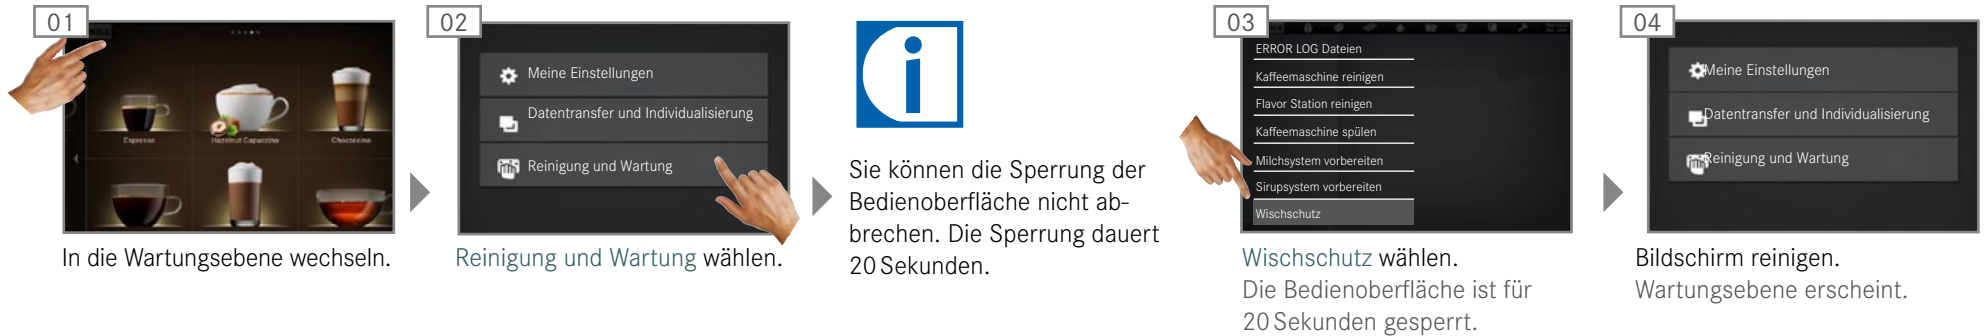 01
Espresso
Hazelnut Capuccino
Chococcino
In die Wartungsebene wechseln.
02
Meine Einstellungen
Datentransfer und Individualisierung
Reinigung und Wartung
Reinigung und Wartung wählen.
i
Sie können die Sperrung der
Bedienoberfläche nicht ab-
brechen. Die Sperrung dauert
20 Sekunden.
03
ERROR LOG Dateien
Kaffeemaschine reinigen
Flavor Station reinigen
Kaffeemaschine spülen
Milchsystem vorbereiten
Sirupsystem vorbereiten
Wischschutz
Wischschutz wählen.
Die Bedienoberfläche ist für
20 Sekunden gesperrt.
04
Meine Einstellungen
Datentransfer und Individualisierung
Reinigung und Wartung
Bildschirm reinigen.
Wartungsebene erscheint.